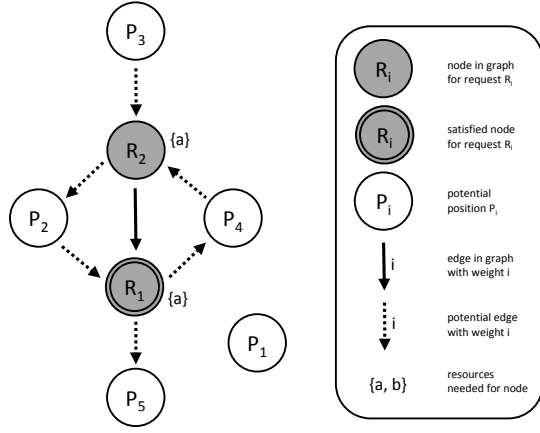 P₃
R₂
{a}
P₂
P₄
R₁
{a}
P₁
P₅
Rᵢ
node in graph
for request Rᵢ
Rᵢ
satisfied node
for request Rᵢ
Pᵢ
potential
position Pᵢ
i
edge in graph
with weight i
i
potential edge
with weight i
{a, b}
resources
needed for node